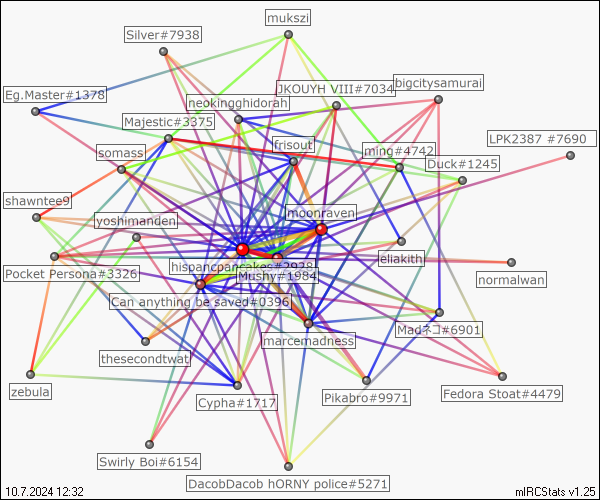 mukszi
Silver#7938
JKOUYH VIII#7034
bigcitysamurai
Eg.Master#1378
neokingghidorah
Majestic#3375
LPK2387 #7690
frisout
ming#4742
somass
Duck#1245
shawntee9
moonraven
yoshimanden
eliakith
hispancpancakes#3928
Pocket Persona#3326
Mushy#1984
normalwan
Can anything be saved#0396
Madネコ#6901
marcemadness
thesecondtwat
zebula
Cypha#1717
Pikabro#9971
Fedora Stoat#4479
Swirly Boi#6154
DacobDacob hORNY police#5271
10.7.2024 12:32
mIRCStats v1.25